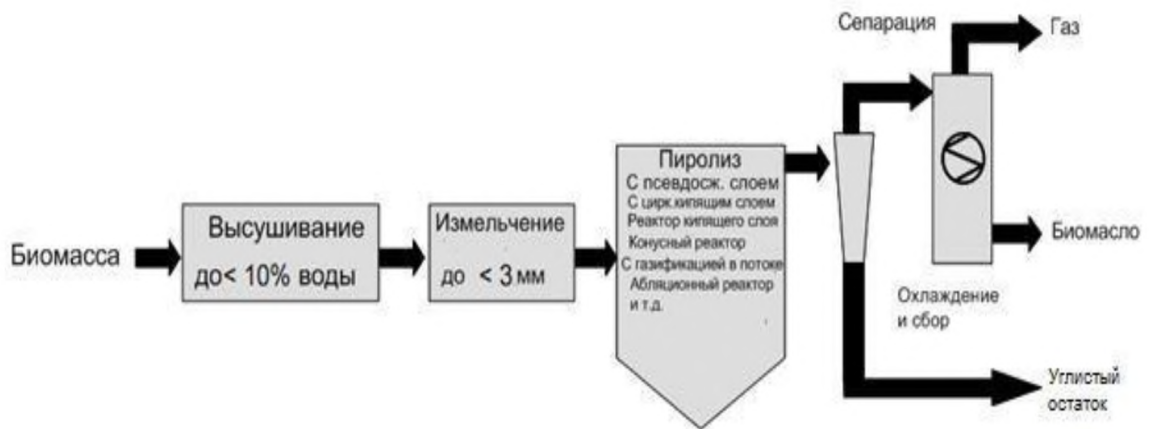 Биомасса
Высушивание
до< 10% воды
Измельчение
до < 3 мм
Пиролиз
С псевдосж. слоем
С цирк.кипящим слоем
Реактор кипящего слоя
Конусный реактор
С газификацией в потоке
Абляционный реактор
и т.д.
Сепарация
Газ
Биомасло
Охлаждение
и сбор
Углистый
остаток